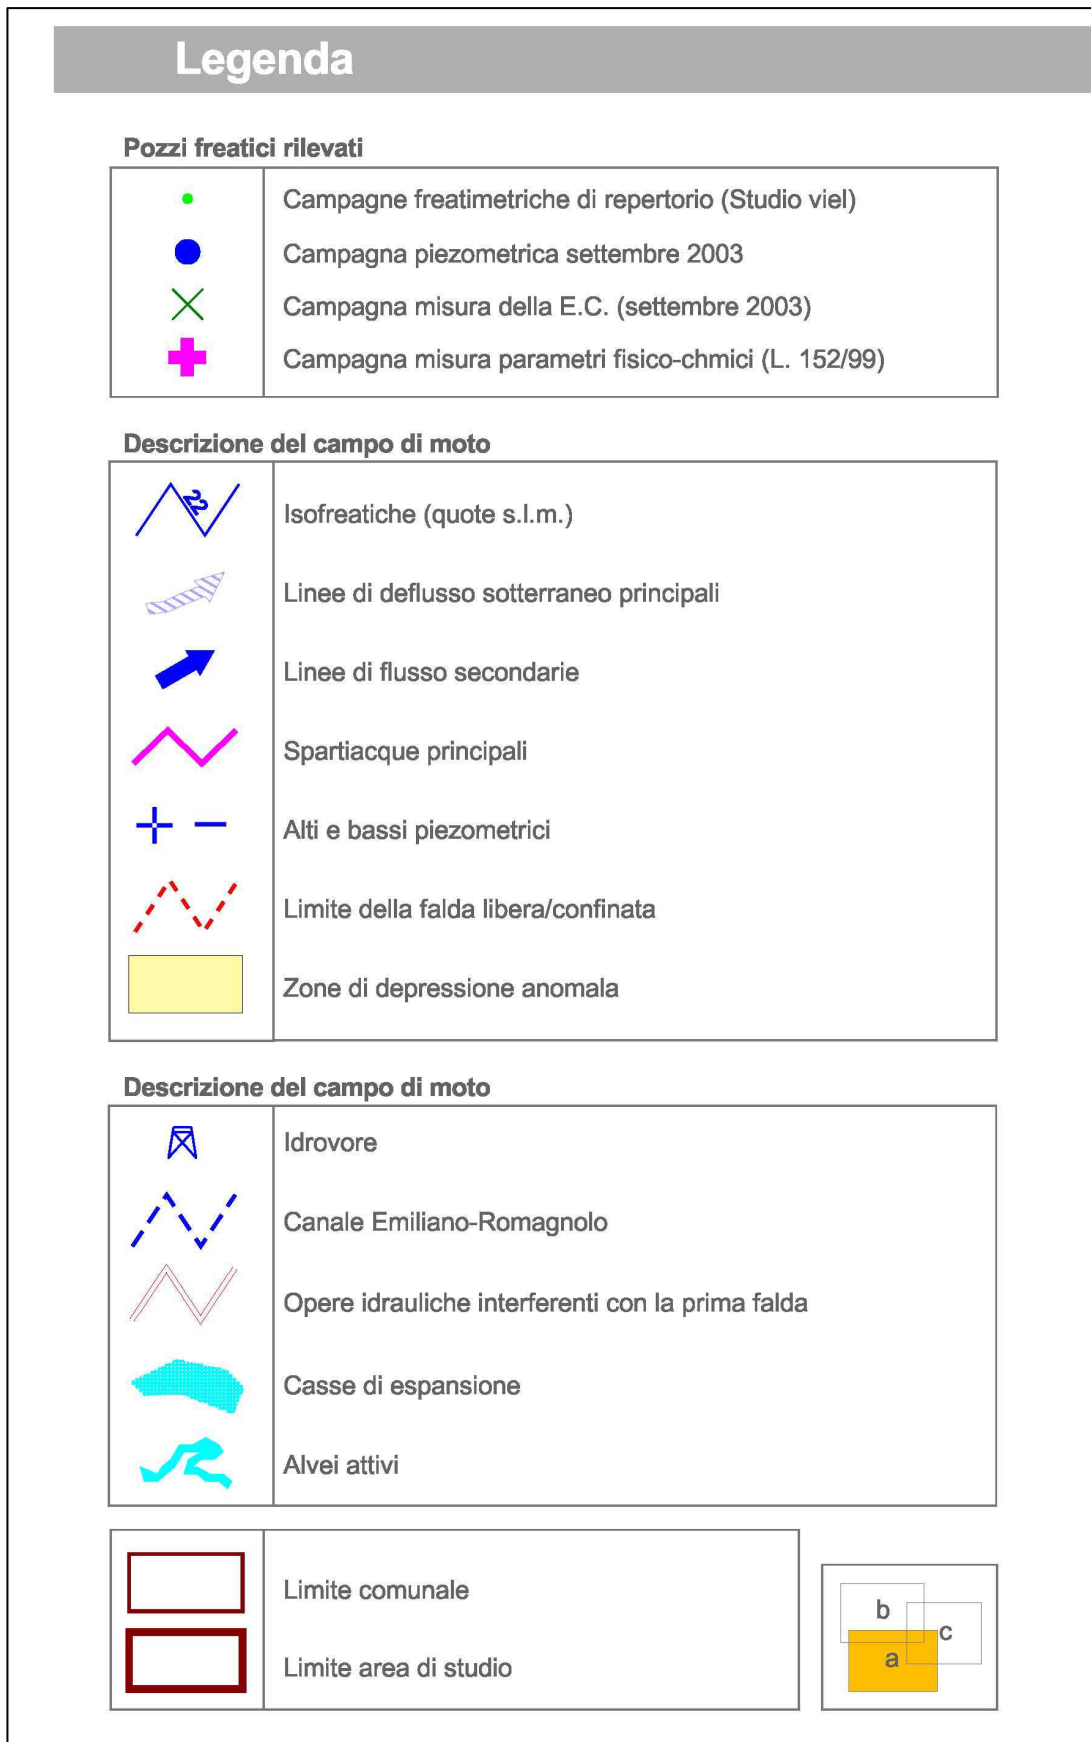 Legenda
Pozzi freatici rilevati
Campagne freatimetriche di repertorio (Studio viel)
Campagna piezometrica settembre 2003
Campagna misura della E.C. (settembre 2003)
Campagna misura parametri fisico-chmici (L. 152/99)
Descrizione del campo di moto
22
Isofreatiche (quote s.l.m.)
Linee di deflusso sotterraneo principali
Linee di flusso secondarie
Spartiacque principali
Alti e bassi piezometrici
Limite della falda libera/confinata
Zone di depressione anomala
Descrizione del campo di moto
Idrovore
Canale Emiliano-Romagnolo
Opere idrauliche interferenti con la prima falda
Casse di espansione
Alvei attivi
Limite comunale
Limite area di studio
b
c
a